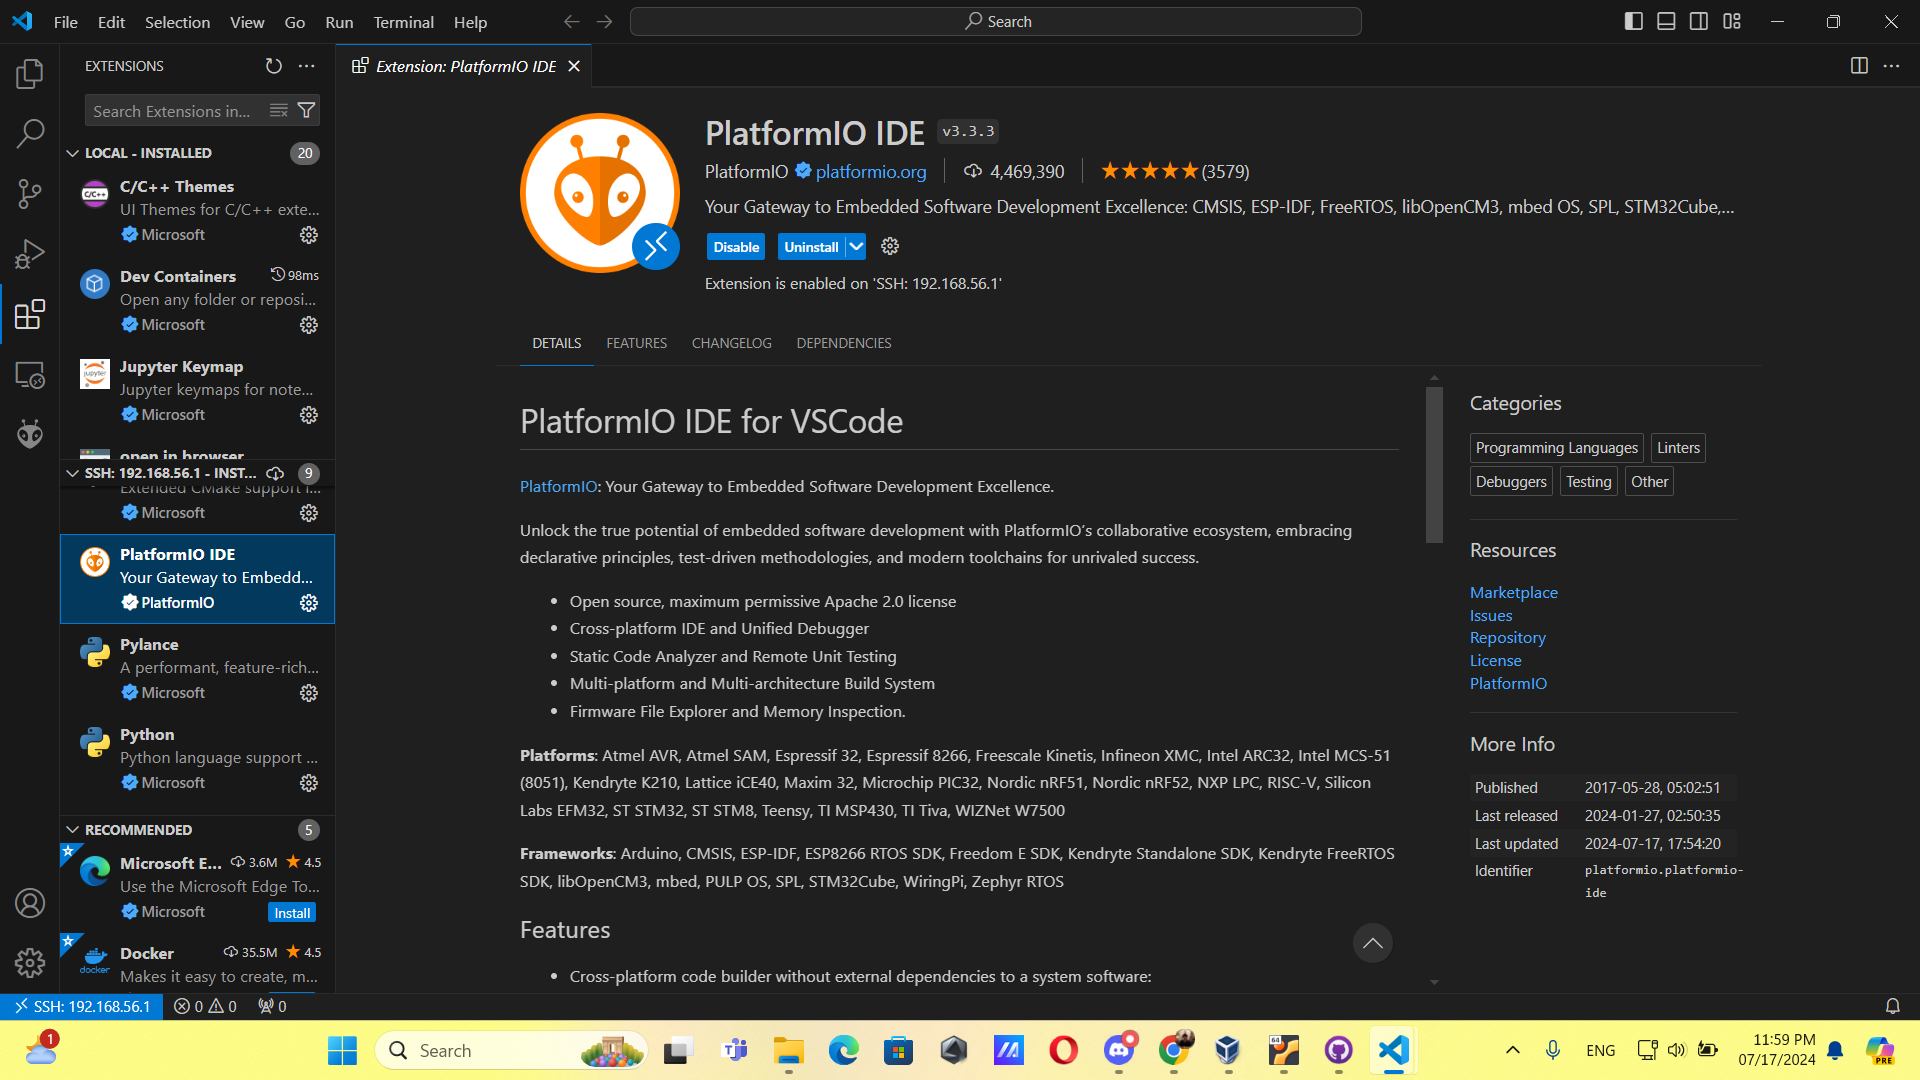 File Edit Selection View Go Run Terminal Help
Search
EXTENSIONS
Extension: PlatformIO IDE
Search Extensions in...
LOCAL - INSTALLED 20
C/C++
C/C++ Themes
UI Themes for C/C++ exte...
Microsoft
Dev Containers 98ms
Open any folder or reposi...
Microsoft
Jupyter
Jupyter Keymap
Jupyter keymaps for note...
Microsoft
open in browser
SSH: 192.168.56.1 - INST... 9
Extended CMake support i...
Microsoft
PlatformIO IDE
Your Gateway to Embedd...
PlatformIO
Pylance
A performant, feature-rich...
Microsoft
Python
Python language support ...
Microsoft
RECOMMENDED 5
Microsoft E... 3.6M 4.5
Use the Microsoft Edge To...
Microsoft Install
docker
Docker 35.5M 4.5
Makes it easy to create, m...
PlatformIO IDE v3.3.3
PlatformIO platformio.org 4,469,390 (3579)
Your Gateway to Embedded Software Development Excellence: CMSIS, ESP-IDF, FreeRTOS, libOpenCM3, mbed OS, SPL, STM32Cube,...
Disable Uninstall
Extension is enabled on 'SSH: 192.168.56.1'
DETAILS FEATURES CHANGELOG DEPENDENCIES
PlatformIO IDE for VSCode
PlatformIO: Your Gateway to Embedded Software Development Excellence.
Unlock the true potential of embedded software development with PlatformIO's collaborative ecosystem, embracing
declarative principles, test-driven methodologies, and modern toolchains for unrivaled success.
• Open source, maximum permissive Apache 2.0 license
• Cross-platform IDE and Unified Debugger
• Static Code Analyzer and Remote Unit Testing
• Multi-platform and Multi-architecture Build System
• Firmware File Explorer and Memory Inspection.
Platforms: Atmel AVR, Atmel SAM, Espressif 32, Espressif 8266, Freescale Kinetis, Infineon XMC, Intel ARC32, Intel MCS-51
(8051), Kendryte K210, Lattice iCE40, Maxim 32, Microchip PIC32, Nordic nRF51, Nordic nRF52, NXP LPC, RISC-V, Silicon
Labs EFM32, ST STM32, ST STM8, Teensy, TI MSP430, TI Tiva, WIZNet W7500
Frameworks: Arduino, CMSIS, ESP-IDF, ESP8266 RTOS SDK, Freedom E SDK, Kendryte Standalone SDK, Kendryte FreeRTOS
SDK, libOpenCM3, mbed, PULP OS, SPL, STM32Cube, WiringPi, Zephyr RTOS
Features
• Cross-platform code builder without external dependencies to a system software:
Categories
Programming Languages Linters
Debuggers Testing Other
Resources
Marketplace
Issues
Repository
License
PlatformIO
More Info
Published 2017-05-28, 05:02:51
Last released 2024-01-27, 02:50:35
Last updated 2024-07-17, 17:54:20
Identifier platformio.platformio-
ide
SSH: 192.168.56.1 0 0 0
1
Search
64
ENG
11:59 PM
07/17/2024
PRE